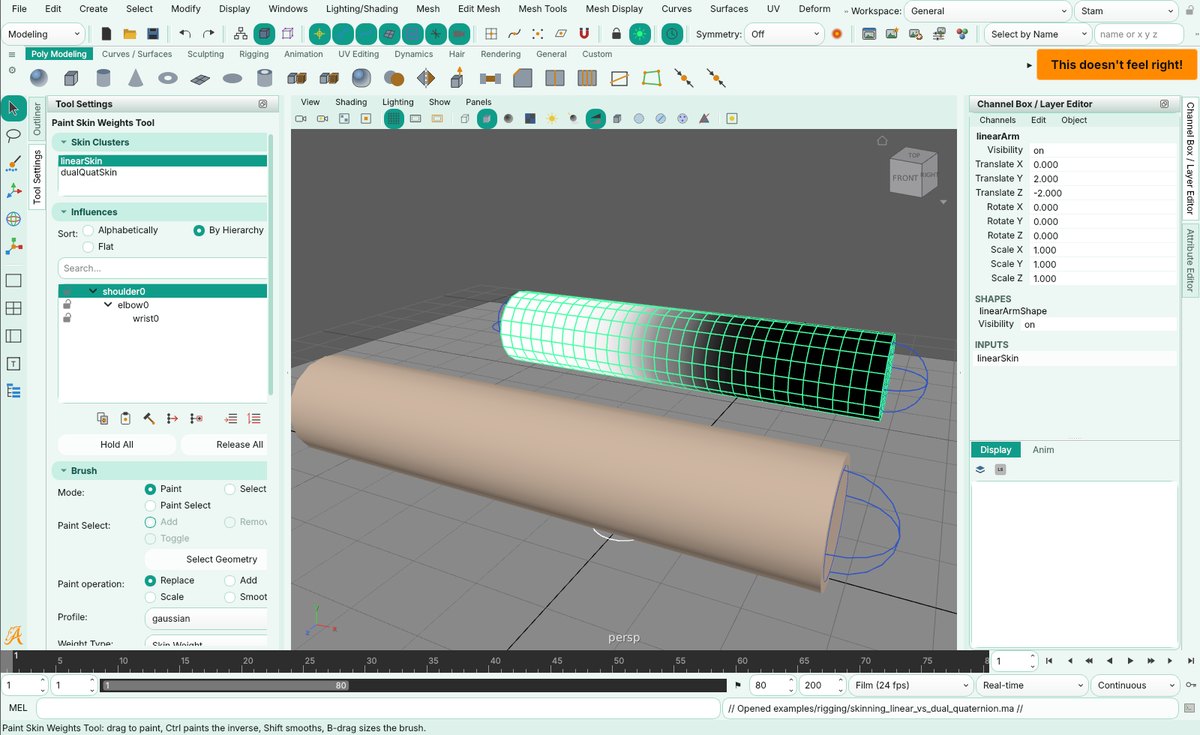 File Edit Create Select Modify Display Windows Lighting/Shading Mesh Edit Mesh Mesh Tools Mesh Display Curves Surfaces UV Deform Workspace: General Stam
Modeling Symmetry: Off Select by Name name or x y z
Poly Modeling Curves / Surfaces Sculpting Rigging Animation UV Editing Dynamics Hair Rendering General Custom
This doesn't feel right!
Tool Settings
Outliner
Tool Settings
Paint Skin Weights Tool
Skin Clusters
linearSkin
dualQuatSkin
Influences
Sort: Alphabetically By Hierarchy
Flat
Search...
shoulder0
elbow0
wrist0
Hold All Release All
Brush
Mode: Paint Select
Paint Select
Paint Select: Add Remov
Toggle
Select Geometry
Paint operation: Replace Add
Scale Smoot
Profile: gaussian
Weight Type: Skin Weight
View Shading Lighting Show Panels
TOP
FRONT
RIGHT
y
x
z
persp
Channel Box / Layer Editor
Channels Edit Object
linearArm
Visibility on
Translate X 0.000
Translate Y 2.000
Translate Z -2.000
Rotate X 0.000
Rotate Y 0.000
Rotate Z 0.000
Scale X 1.000
Scale Y 1.000
Scale Z 1.000
SHAPES
linearArmShape
Visibility on
INPUTS
linearSkin
Display Anim
Channel Box / Layer Editor
Attribute Editor
1 5 10 15 20 25 30 35 40 45 50 55 60 65 70 75 8 1
1 1 1 80 80 200 Film (24 fps) Real-time Continuous
MEL // Opened examples/rigging/skinning_linear_vs_dual_quaternion.ma //
Paint Skin Weights Tool: drag to paint, Ctrl paints the inverse, Shift smooths, B-drag sizes the brush.